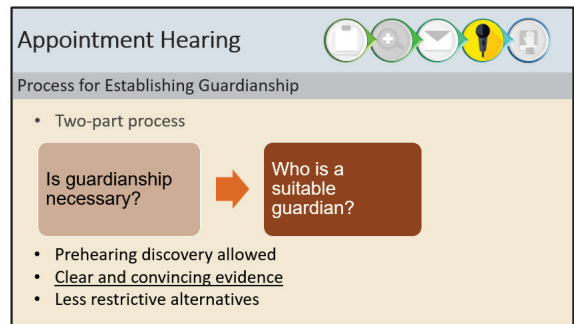 Appointment Hearing
Process for Establishing Guardianship
• Two-part process
Is guardianship
necessary?
Who is a
suitable
guardian?
• Prehearing discovery allowed
• Clear and convincing evidence
• Less restrictive alternatives